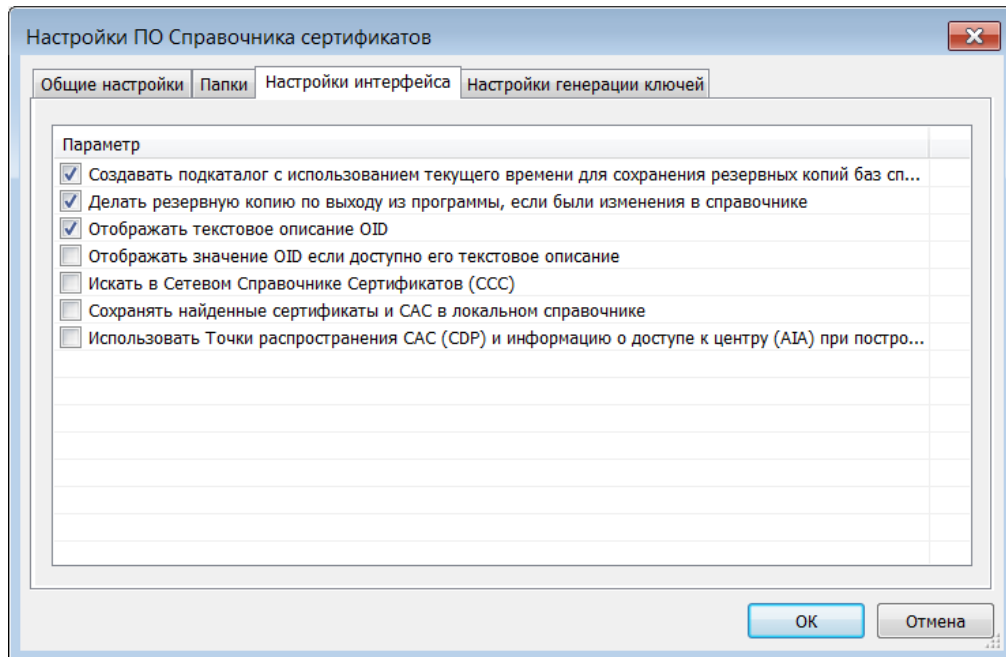 Настройки ПО Справочника сертификатов
Общие настройки Папки Настройки интерфейса Настройки генерации ключей
Параметр
Создавать подкаталог с использованием текущего времени для сохранения резервных копий баз сп...
Делать резервную копию по выходу из программы, если были изменения в справочнике
Отображать текстовое описание OID
Отображать значение OID если доступно его текстовое описание
Искать в Сетевом Справочнике Сертификатов (ССС)
Сохранять найденные сертификаты и САС в локальном справочнике
Использовать Точки распространения САС (CDP) и информацию о доступе к центру (AIA) при постро...
OK Отмена